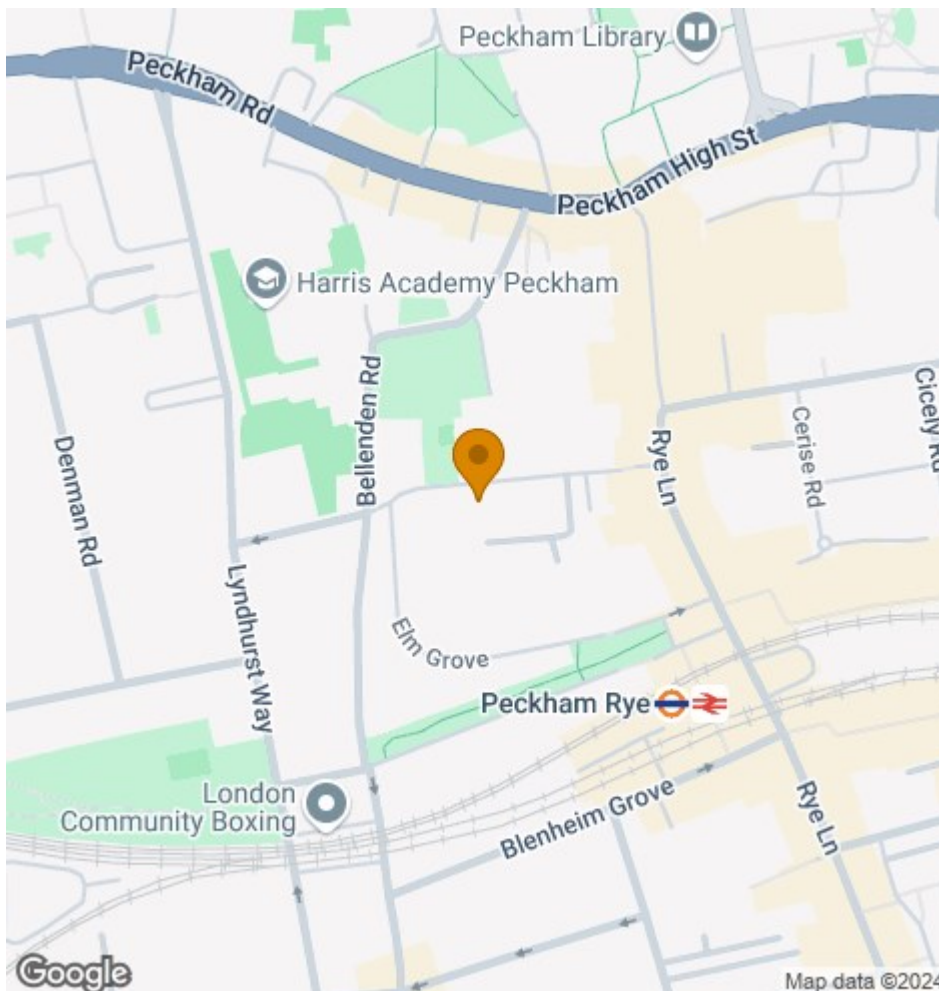 Peckham Library
Peckham Rd
Peckham High St
Harris Academy Peckham
Bellenden Rd
Denman Rd
Rye Ln
Cerise Rd
Cicely Rd
Lyndhurst Way
Elm Grove
Peckham Rye
London
Community Boxing
Blenheim Grove
Rye Ln
Google
Map data ©2024